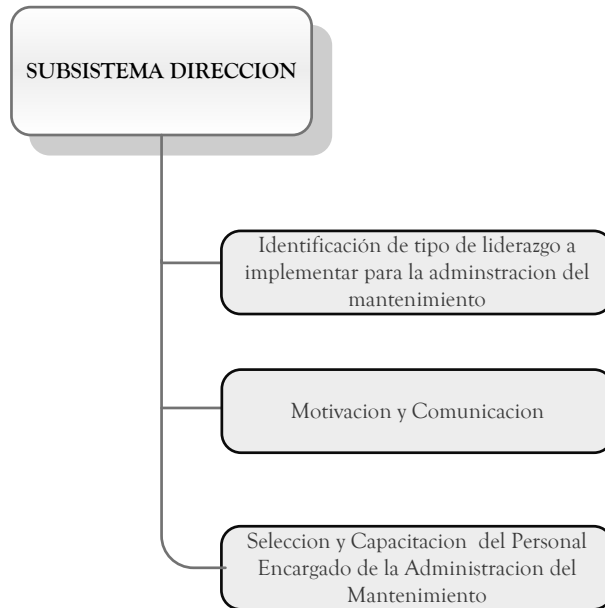 SUBSISTEMA DIRECCION
Identificación de tipo de liderazgo a
implementar para la adminstracion del
mantenimiento
Motivacion y Comunicacion
Seleccion y Capacitacion  del Personal
Encargado de la Administracion del
Mantenimiento